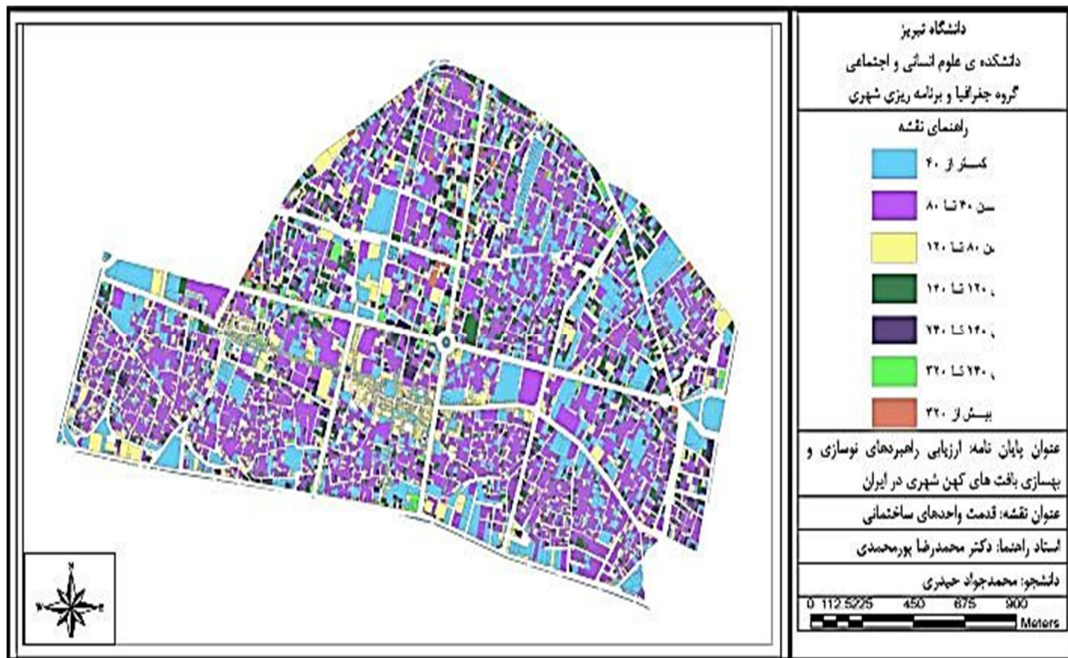 دانشگاه تبریز
دانشکده ی علوم انسانی و اجتماعی
گروه جغرافیا و برنامه ریزی شهری
راهنمای نقشه
کمتر از ۴۰
۴۰ تا ۸۰
۸۰ تا ۱۲۰
۱۲۰ تا
تا ۲۴۰
۲۴۰ تا ۳۲۰
بیش از ۳۲۰
عنوان پایان نامه: ارزیابی راهبردهای نوسازی و
بهسازی بافت های کهن شهری در ایران
عنوان نقشه: قدمت واحدهای ساختمانی
استاد راهنما: دکتر محمدرضا پورمحمدی
دانشجو: محمدجواد حیدری
0 112.5225 450 675 900
Meters
N
W E
S